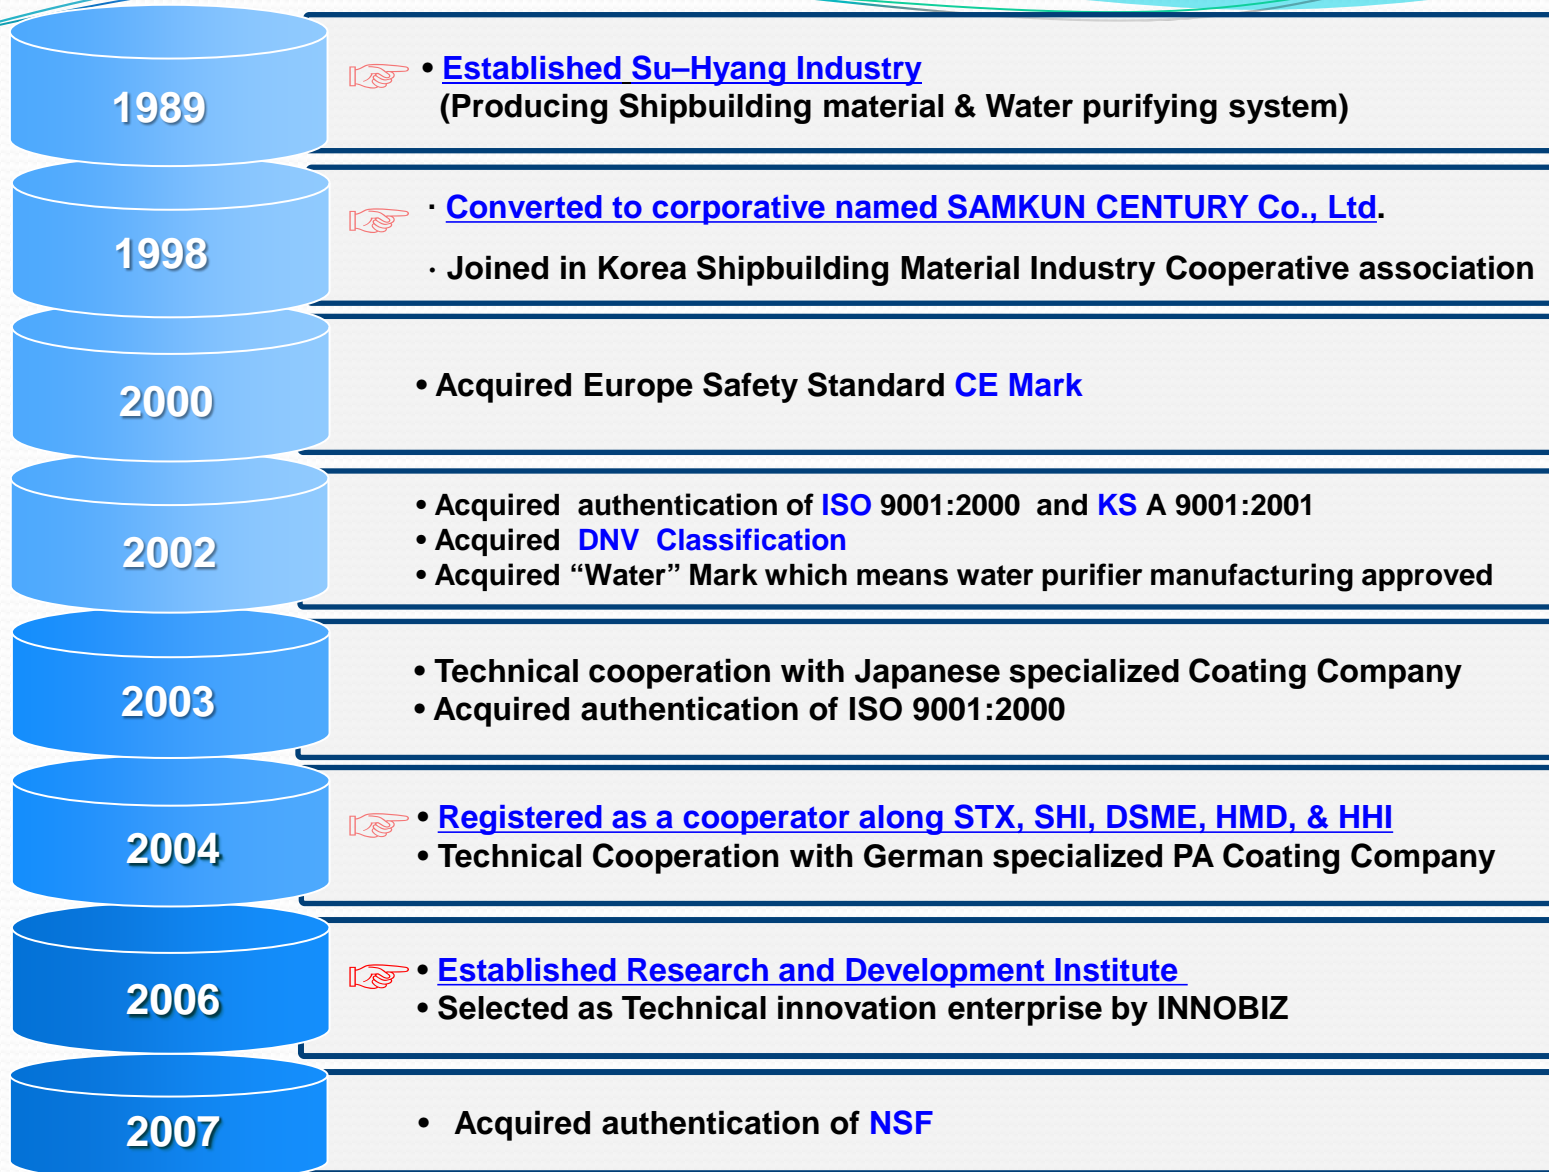 1989
• Established Su–Hyang Industry
(Producing Shipbuilding material & Water purifying system)
1998
· Converted to corporative named SAMKUN CENTURY Co., Ltd.
· Joined in Korea Shipbuilding Material Industry Cooperative association
2000
• Acquired Europe Safety Standard CE Mark
2002
• Acquired authentication of ISO 9001:2000 and KS A 9001:2001
• Acquired DNV Classification
• Acquired “Water” Mark which means water purifier manufacturing approved
2003
• Technical cooperation with Japanese specialized Coating Company
• Acquired authentication of ISO 9001:2000
2004
• Registered as a cooperator along STX, SHI, DSME, HMD, & HHI
• Technical Cooperation with German specialized PA Coating Company
2006
• Established Research and Development Institute
• Selected as Technical innovation enterprise by INNOBIZ
2007
• Acquired authentication of NSF